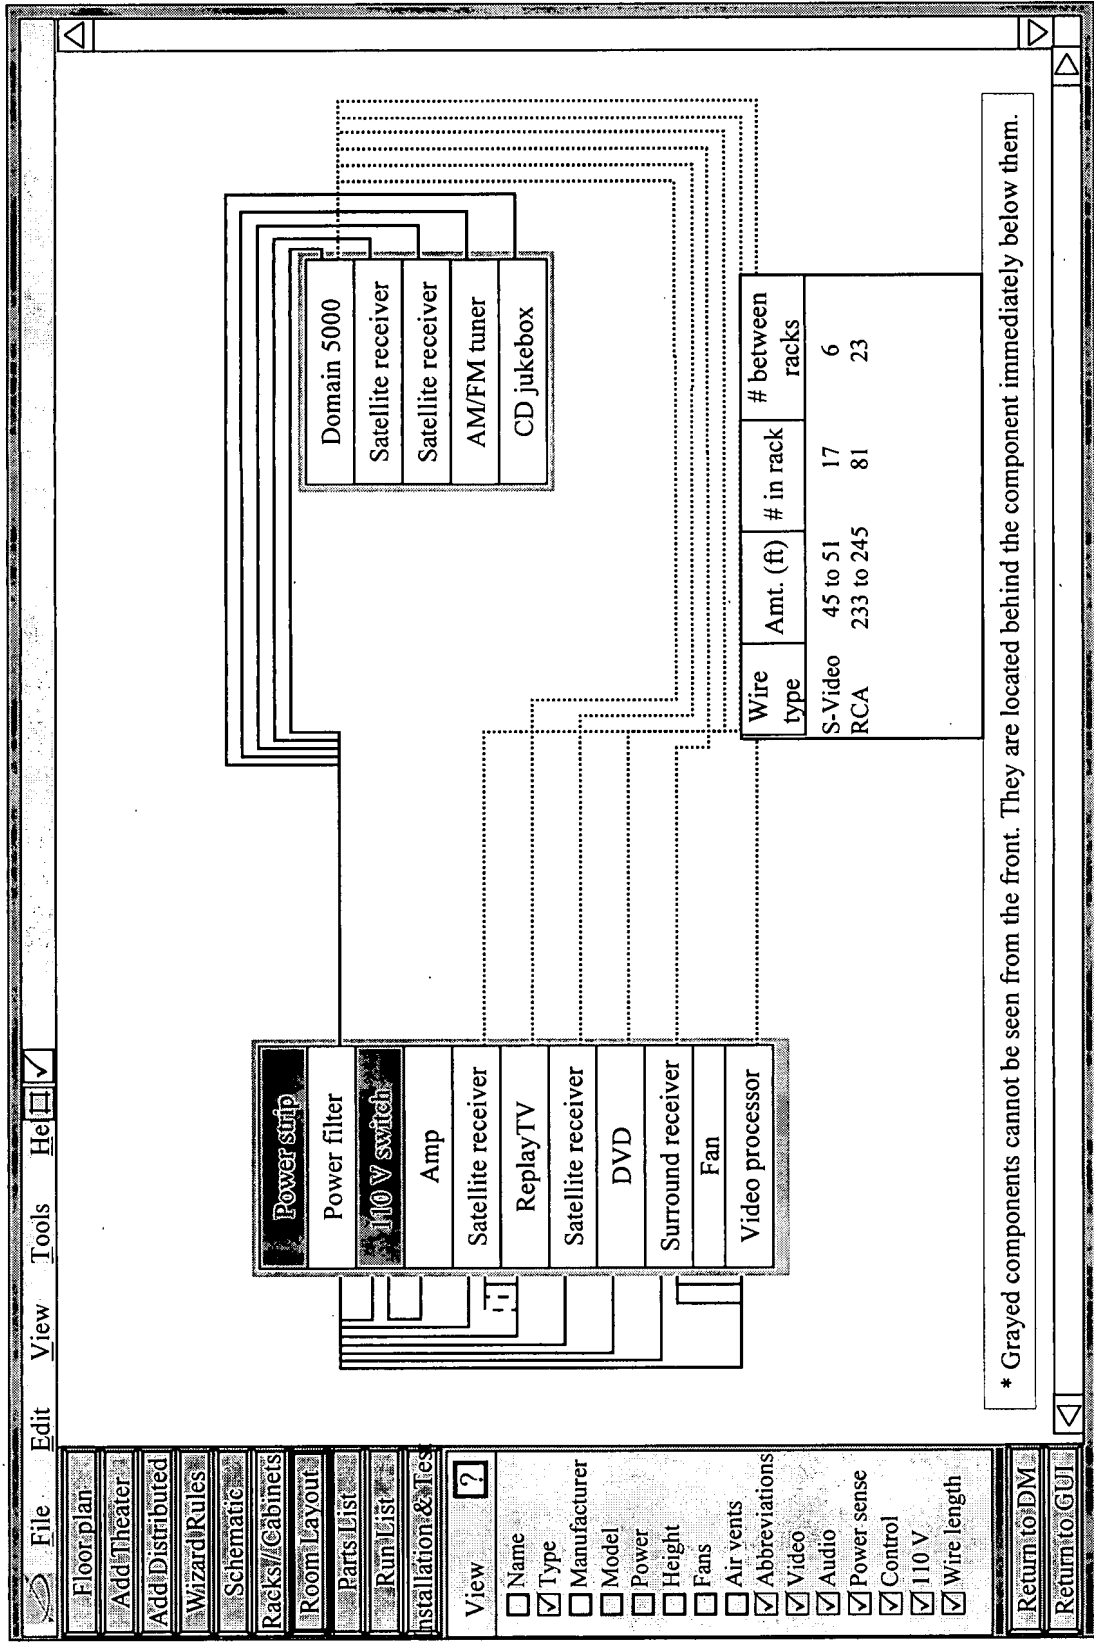 File Edit View Tools He
Floor plan
Add Theater
Add Distributed
Wizard Rules
Schematic
Racks//Cabinets
Room Layout
Parts List
Run List
nstallation & Test
View ?
Name
Type
Manufacturer
Model
Power
Height
Fans
Air vents
Abbreviations
Video
Audio
Power sense
Control
110 V
Wire length
Return to DM
Return to GUI
Power strip
Power filter
110 V switch
Amp
Satellite receiver
ReplayTV
Satellite receiver
DVD
Surround receiver
Fan
Video processor
Domain 5000
Satellite receiver
Satellite receiver
AM/FM tuner
CD jukebox
Wire type Amt. (ft) # in rack # between racks
S-Video 45 to 51 17 6
RCA 233 to 245 81 23
* Grayed components cannot be seen from the front. They are located behind the component immediately below them.